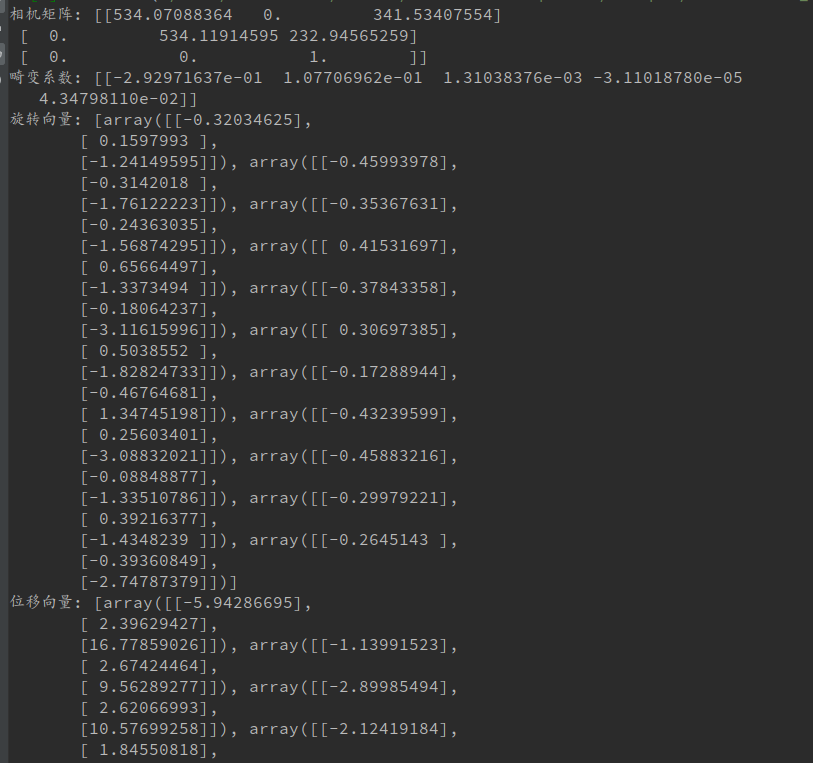 相机矩阵: [[534.07088364   0.         341.53407554]
 [  0.         534.11914595 232.94565259]
 [  0.           0.           1.        ]]
畸变系数: [[-2.92971637e-01  1.07706962e-01  1.31038376e-03 -3.11018780e-05
   4.34798110e-02]]
旋转向量: [array([[-0.32034625],
       [ 0.1597993 ],
       [-1.24149595]]), array([[-0.45993978],
       [-0.3142018 ],
       [-1.76122223]]), array([[-0.35367631],
       [-0.24363035],
       [-1.56874295]]), array([[ 0.41531697],
       [ 0.65664497],
       [-1.3373494 ]]), array([[-0.37843358],
       [-0.18064237],
       [-3.11615996]]), array([[ 0.30697385],
       [ 0.5038552 ],
       [-1.82824733]]), array([[-0.17288944],
       [-0.46764681],
       [ 1.34745198]]), array([[-0.43239599],
       [ 0.25603401],
       [-3.08832021]]), array([[-0.45883216],
       [-0.08848877],
       [-1.33510786]]), array([[-0.29979221],
       [ 0.39216377],
       [-1.4348239 ]]), array([[-0.2645143 ],
       [-0.39360849],
       [-2.74787379]])]
位移向量: [array([[-5.94286695],
       [ 2.39629427],
       [16.77859026]]), array([[-1.13991523],
       [ 2.67424464],
       [ 9.56289277]]), array([[-2.89985494],
       [ 2.62066993],
       [10.57699258]]), array([[-2.12419184],
       [ 1.84550818],